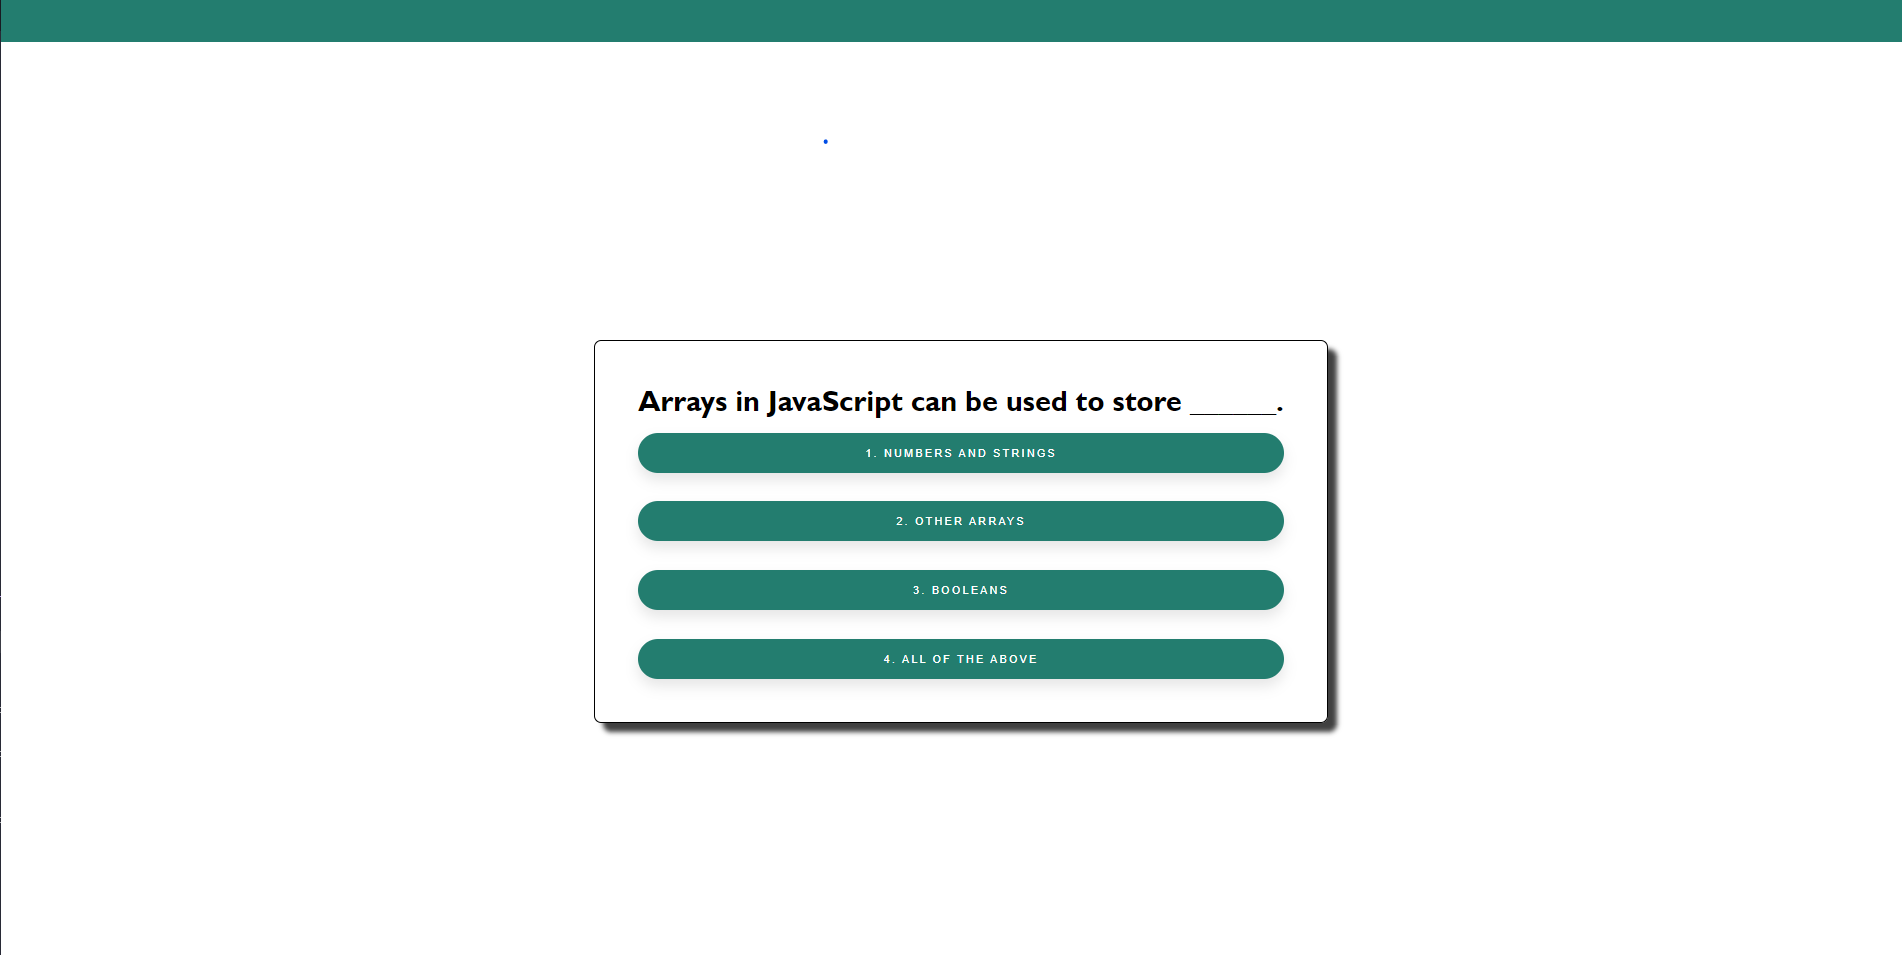 Arrays in JavaScript can be used to store ______.
1. NUMBERS AND STRINGS
2. OTHER ARRAYS
3. BOOLEANS
4. ALL OF THE ABOVE